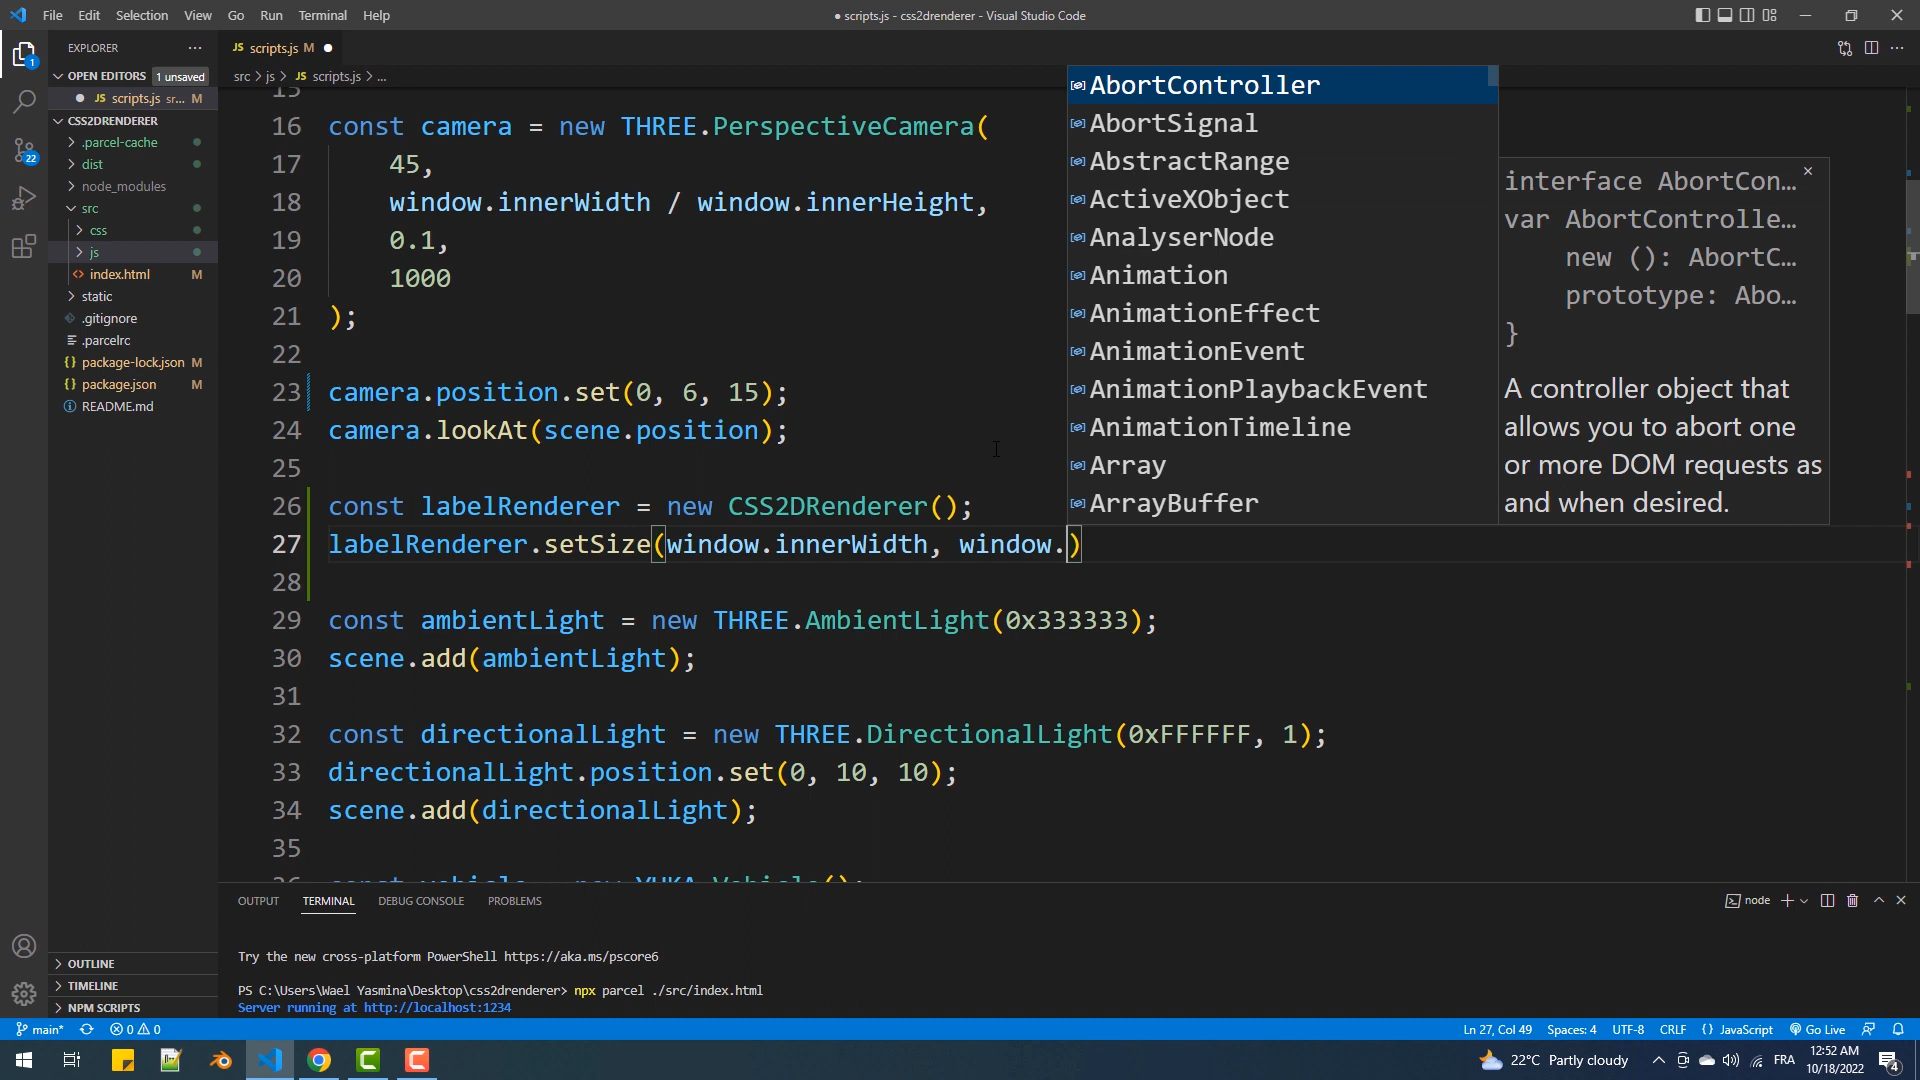 File Edit Selection View Go Run Terminal Help
● scripts.js - css2drenderer - Visual Studio Code
EXPLORER
OPEN EDITORS 1 unsaved
JS scripts.js sr... M
CSS2DRENDERER
.parcel-cache
dist
node_modules
src
css
js
index.html M
static
.gitignore
.parcelrc
package-lock.json M
package.json M
README.md
OUTLINE
TIMELINE
NPM SCRIPTS
1
22
JS scripts.js M
src > js > JS scripts.js > ...
15
16 const camera = new THREE.PerspectiveCamera(
17 45,
18 window.innerWidth / window.innerHeight,
19 0.1,
20 1000
21 );
22
23 camera.position.set(0, 6, 15);
24 camera.lookAt(scene.position);
25
26 const labelRenderer = new CSS2DRenderer();
27 labelRenderer.setSize(window.innerWidth, window.)
28
29 const ambientLight = new THREE.AmbientLight(0x333333);
30 scene.add(ambientLight);
31
32 const directionalLight = new THREE.DirectionalLight(0xFFFFFF, 1);
33 directionalLight.position.set(0, 10, 10);
34 scene.add(directionalLight);
35
36 const vehicle = new YUKA.Vehicle();
AbortController
AbortSignal
AbstractRange
ActiveXObject
AnalyserNode
Animation
AnimationEffect
AnimationEvent
AnimationPlaybackEvent
AnimationTimeline
Array
ArrayBuffer
interface AbortCon...
var AbortControlle...
new (): AbortC...
prototype: Abo...
}
A controller object that
allows you to abort one
or more DOM requests as
and when desired.
OUTPUT TERMINAL DEBUG CONSOLE PROBLEMS
node
Try the new cross-platform PowerShell https://aka.ms/pscore6
PS C:\Users\Wael Yasmina\Desktop\css2drenderer> npx parcel ./src/index.html
Server running at http://localhost:1234
main* 0 0
Ln 27, Col 49 Spaces: 4 UTF-8 CRLF JavaScript Go Live
22°C Partly cloudy
FRA
12:52 AM
10/18/2022
4